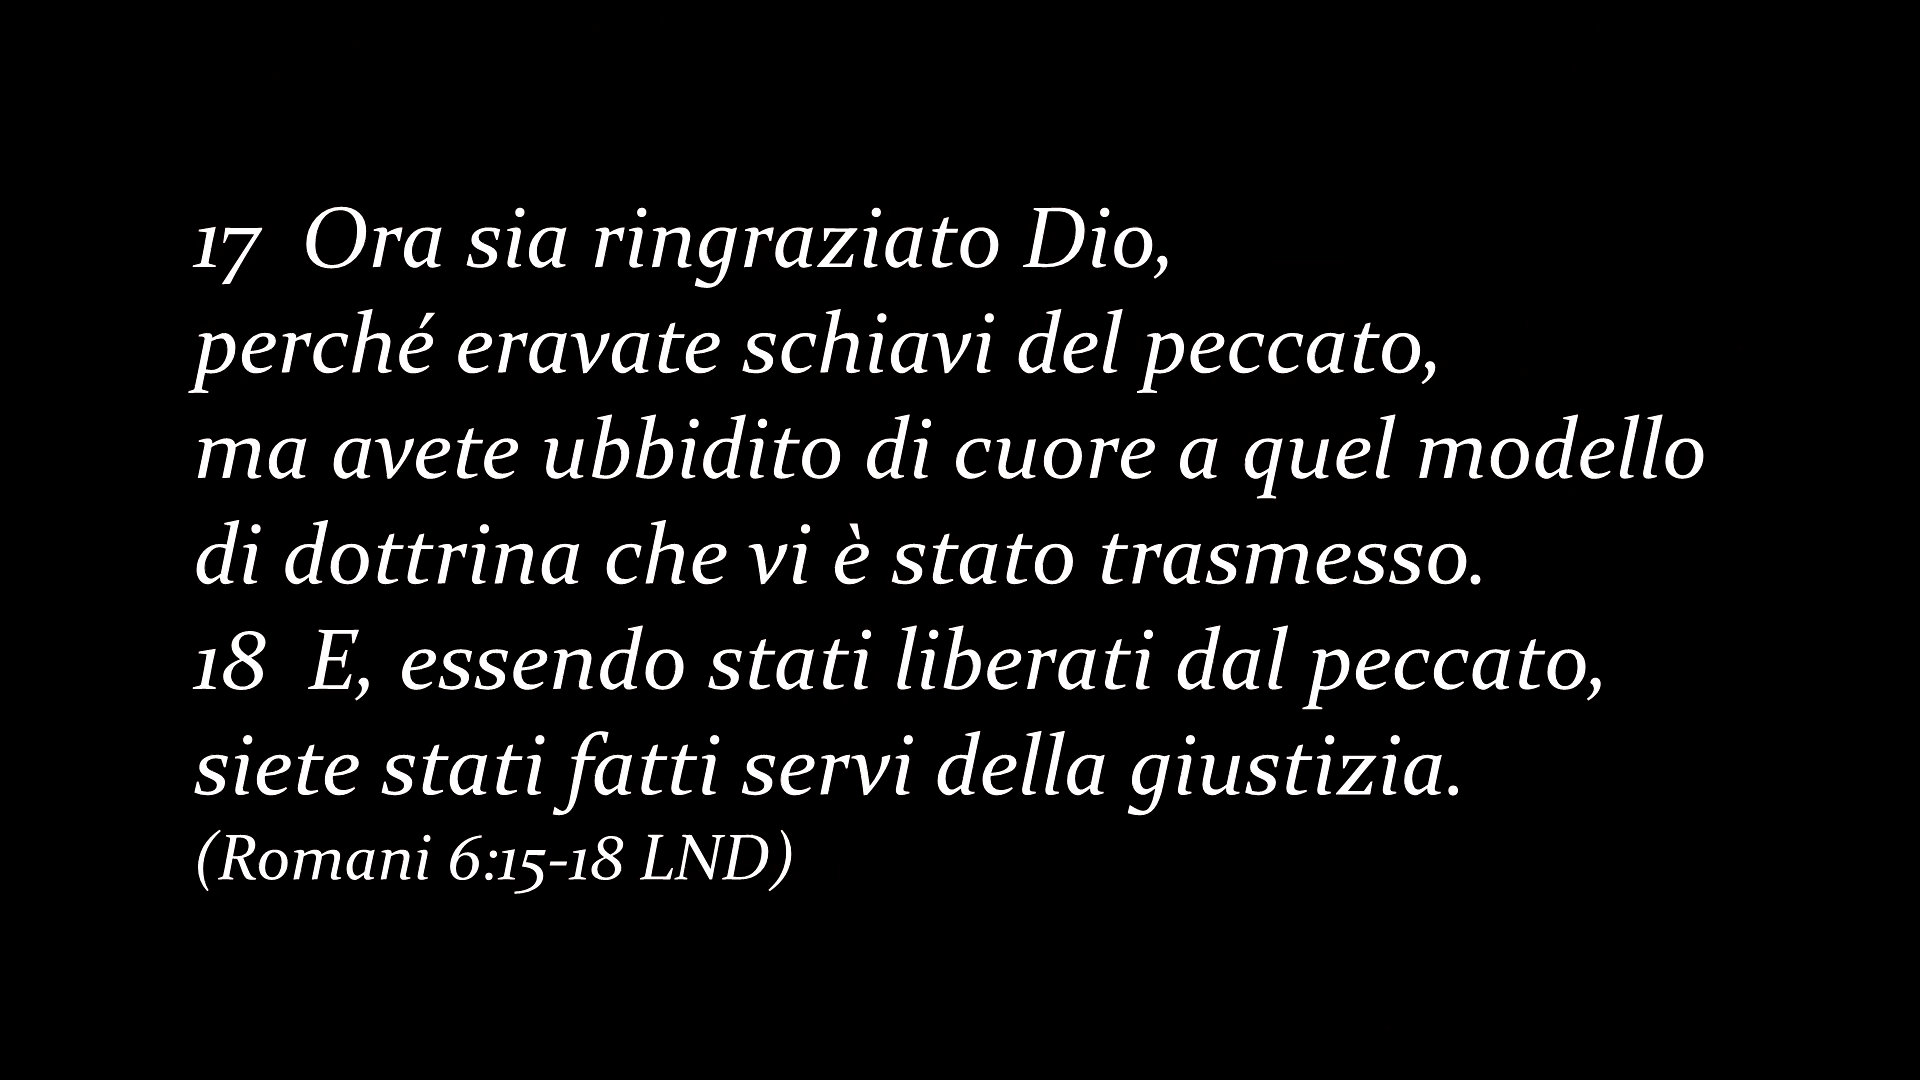 17  Ora sia ringraziato Dio,
perché eravate schiavi del peccato,
ma avete ubbidito di cuore a quel modello
di dottrina che vi è stato trasmesso.
18  E, essendo stati liberati dal peccato,
siete stati fatti servi della giustizia.
(Romani 6:15-18 LND)